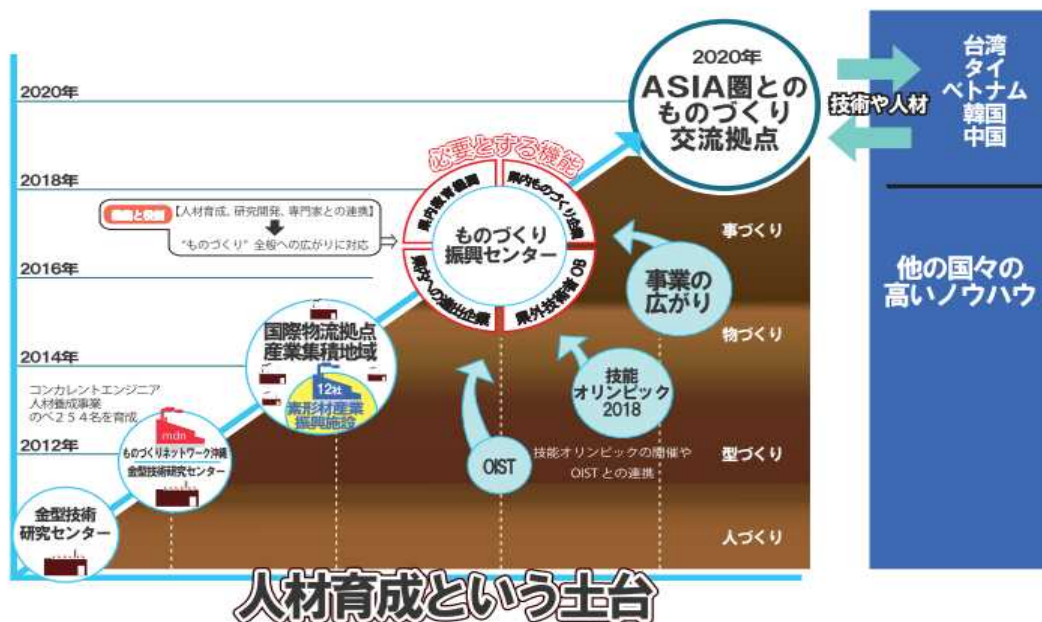 2020年
ASIA圏との
ものづくり
交流拠点
技術や人材
台湾
タイ
ベトナム
韓国
中国
他の国々の
高いノウハウ
2020年
2018年
2016年
2014年
2012年
必要とする機能
県内教育機関
県内ものづくり企業
県内への進出企業
県外技術者OB
ものづくり
振興センター
【人材育成、研究開発、専門家との連携】
“ものづくり” 全般への広がりに対応
事業の
広がり
事づくり
物づくり
型づくり
人づくり
国際物流拠点
産業集積地域
12社
素形材産業
振興施設
技能
オリンピック
2018
OIST
技能オリンピックの開催や
OISTとの連携
コンカレントエンジニア
人材養成事業
のべ254名を育成
mdn
ものづくりネットワーク沖縄
金型技術研究センター
金型技術
研究センター
人材育成という土台